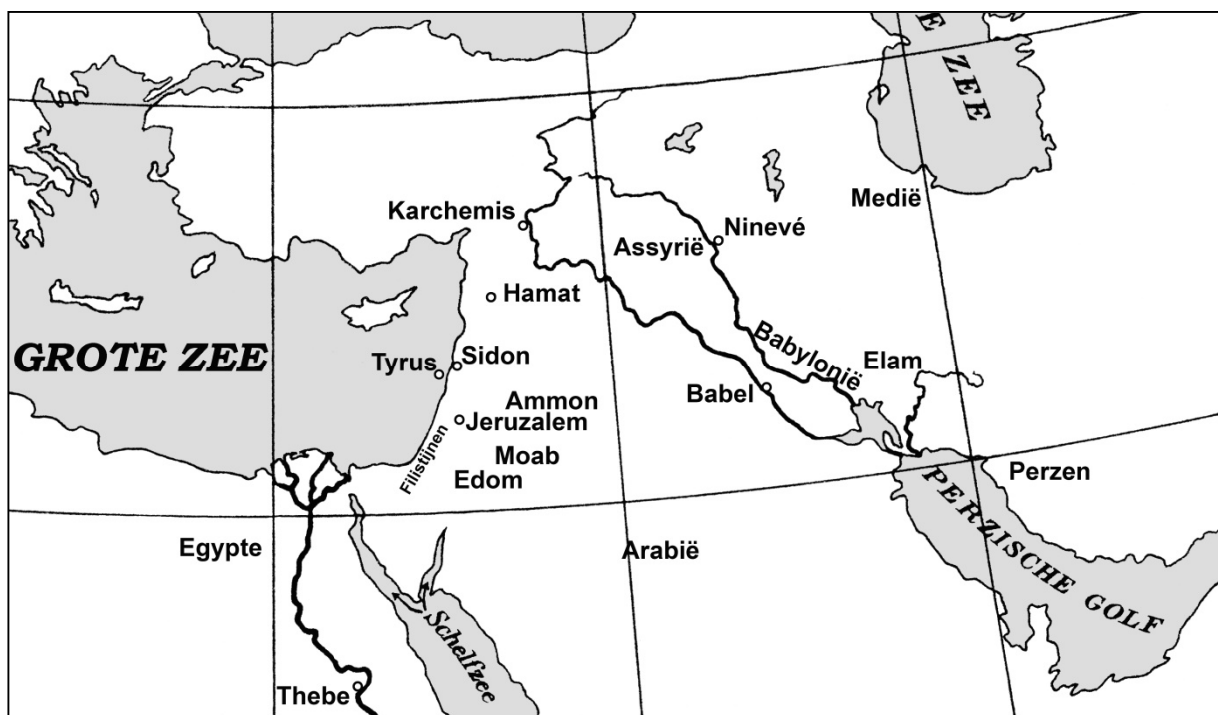 E ZEE
Medië
Karchemis
Ninevé
Assyrië
Hamat
GROTE ZEE
Tyrus
Sidon
Babylonië
Elam
Babel
Ammon
Jeruzalem
Filistijnen
Moab
Edom
Perzen
PERZISCHE GOLF
Egypte
Arabië
Schelfzee
Thebe